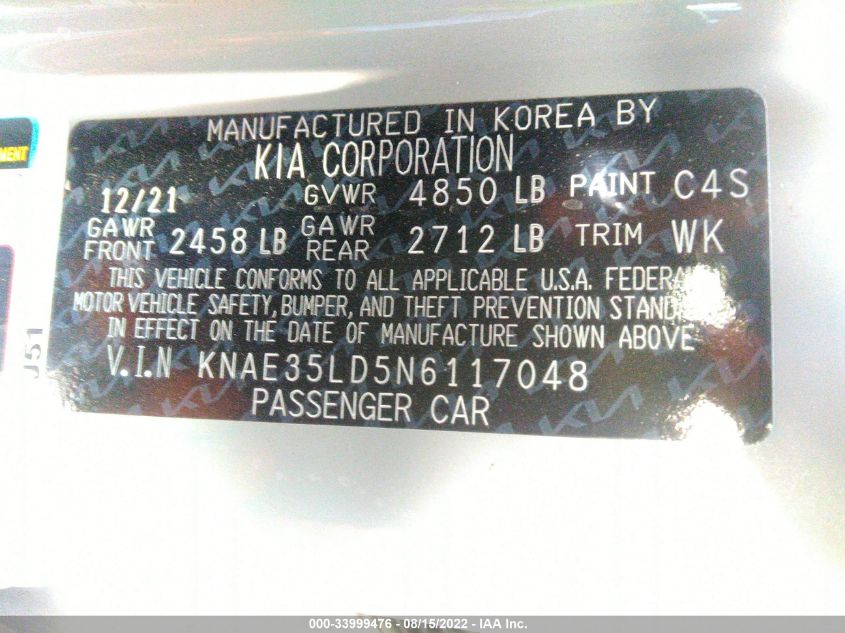 MANUFACTURED IN KOREA BY
KIA CORPORATION
12/21 GVWR 4850 LB PAINT C4S
GAWR FRONT 2458 LB GAWR REAR 2712 LB TRIM WK
THIS VEHICLE CONFORMS TO ALL APPLICABLE U.S.A.
MOTOR VEHICLE SAFETY, BUMPER, AND THEFT PREVENTION
IN EFFECT ON THE DATE OF MANUFACTURE SHOWN ABOVE
V.I.N KNAE35LD5N6117048
PASSENGER CAR
J51
000-33999476 - 08/15/2022 - IAA Inc.